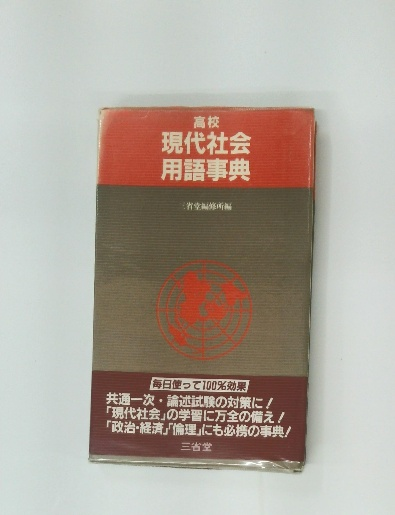 高校
現代社会
用語事典
三省堂編修所編
毎日使って100%効果
共通一次・論述試験の対策に!
「現代社会」の学習に万全の備え!
「政治・経済」「倫理」にも必携の事典!
三省堂